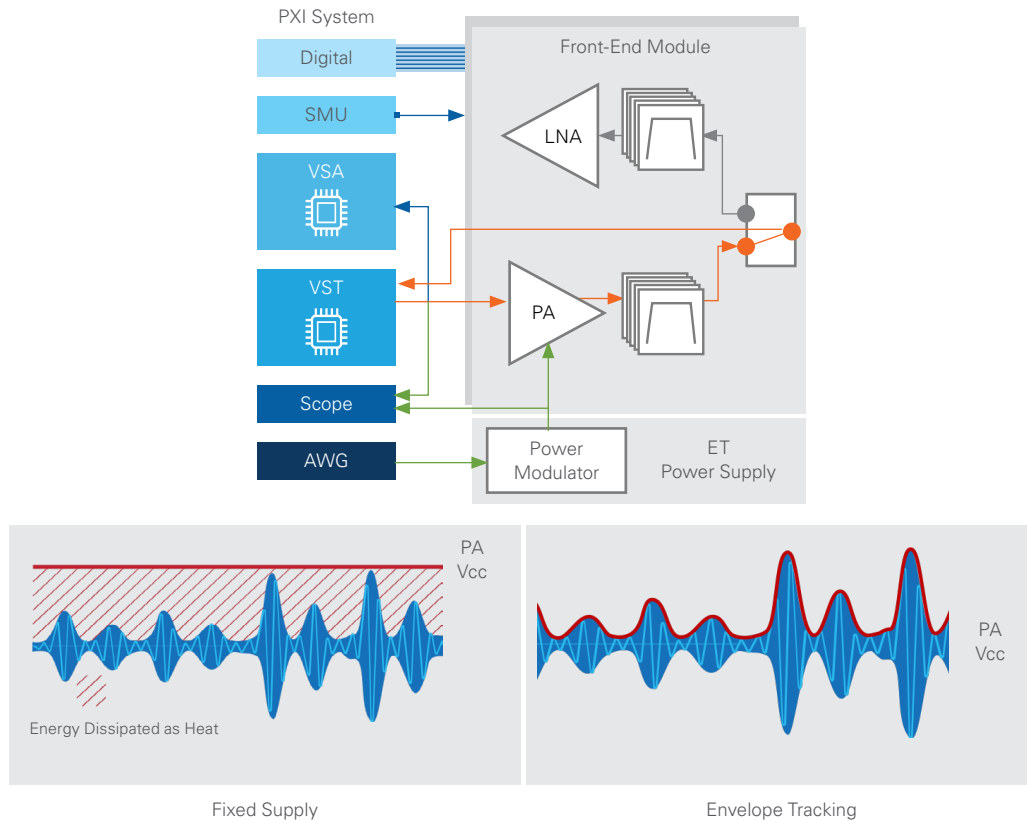 PXI System
Digital
SMU
VSA
VST
Scope
AWG
Front-End Module
LNA
PA
Power
Modulator
ET
Power Supply
PA
Vcc
Energy Dissipated as Heat
Fixed Supply
PA
Vcc
Envelope Tracking